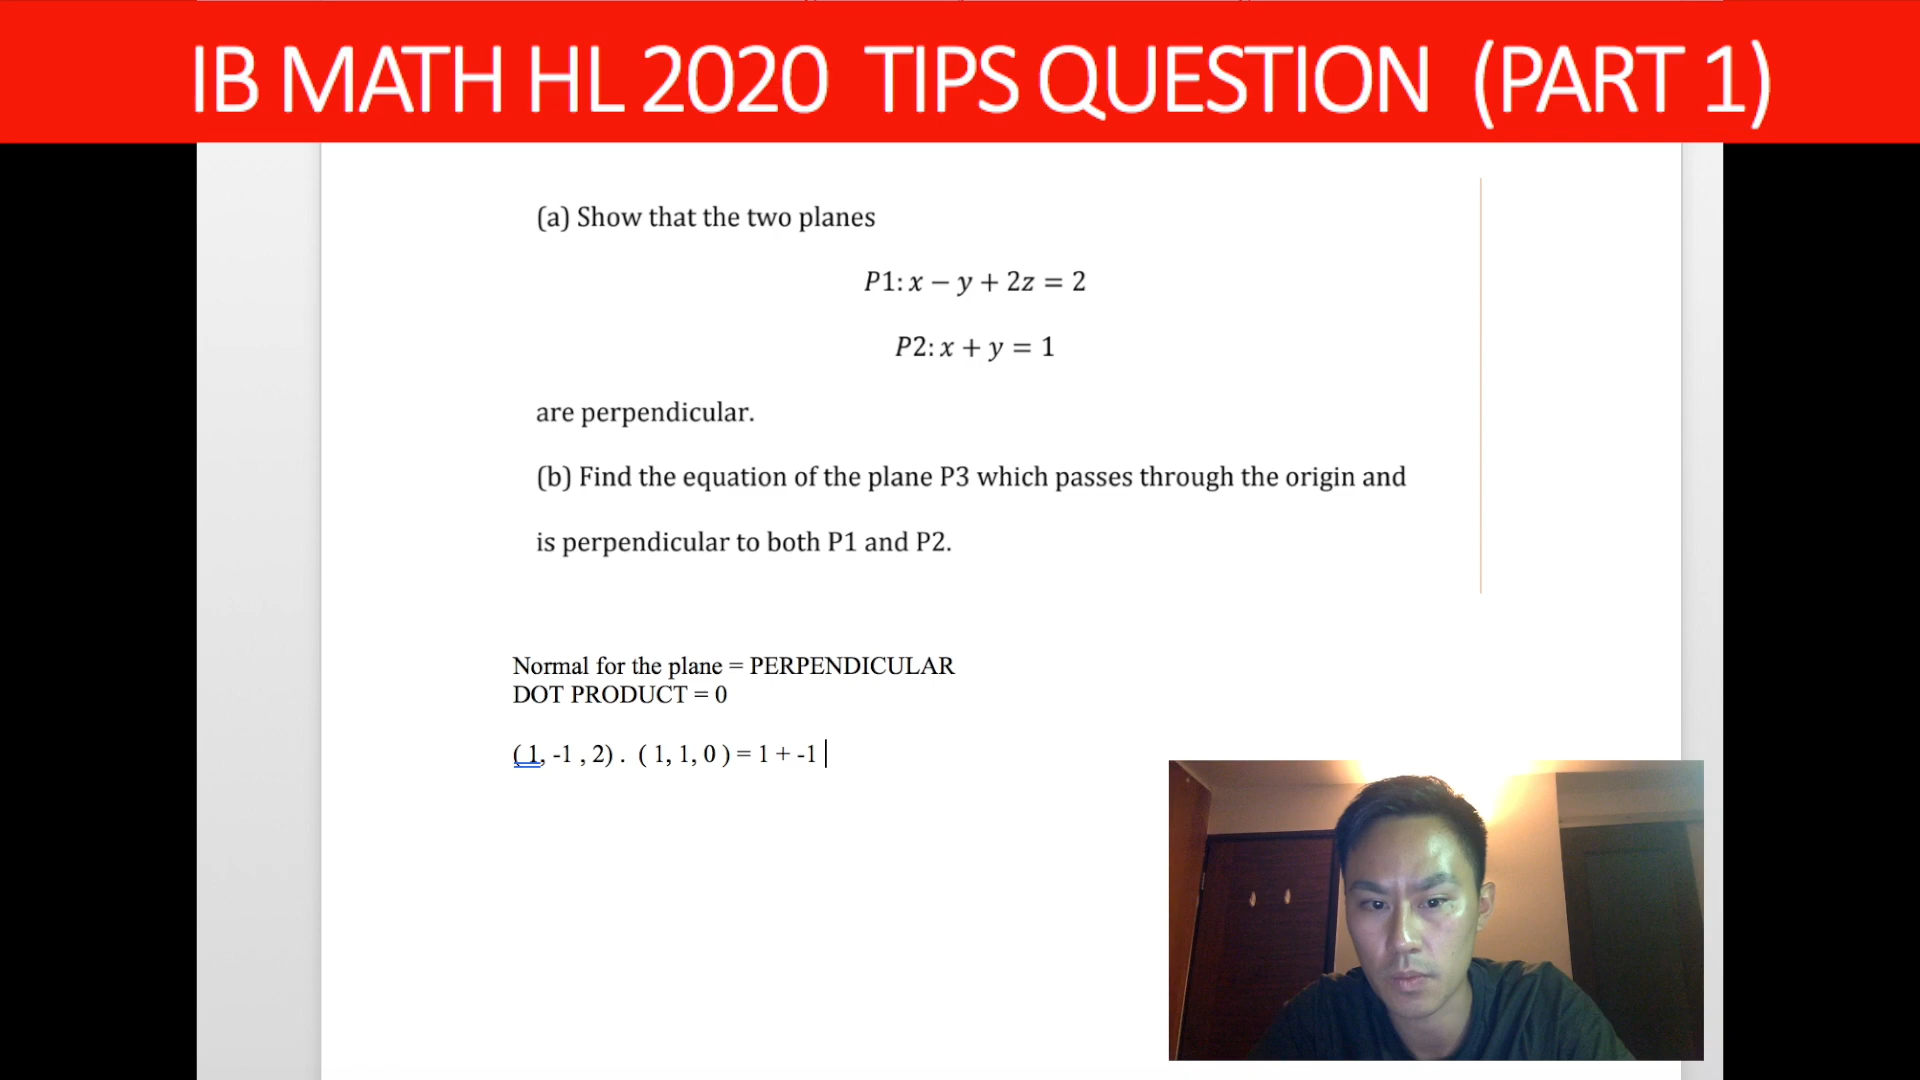 IB MATH HL 2020 TIPS QUESTION (PART 1)
(a) Show that the two planes
P1: x − y + 2z = 2
P2: x + y = 1
are perpendicular.
(b) Find the equation of the plane P3 which passes through the origin and
is perpendicular to both P1 and P2.
Normal for the plane = PERPENDICULAR
DOT PRODUCT = 0
( 1, -1 , 2) . ( 1, 1, 0 ) = 1 + -1